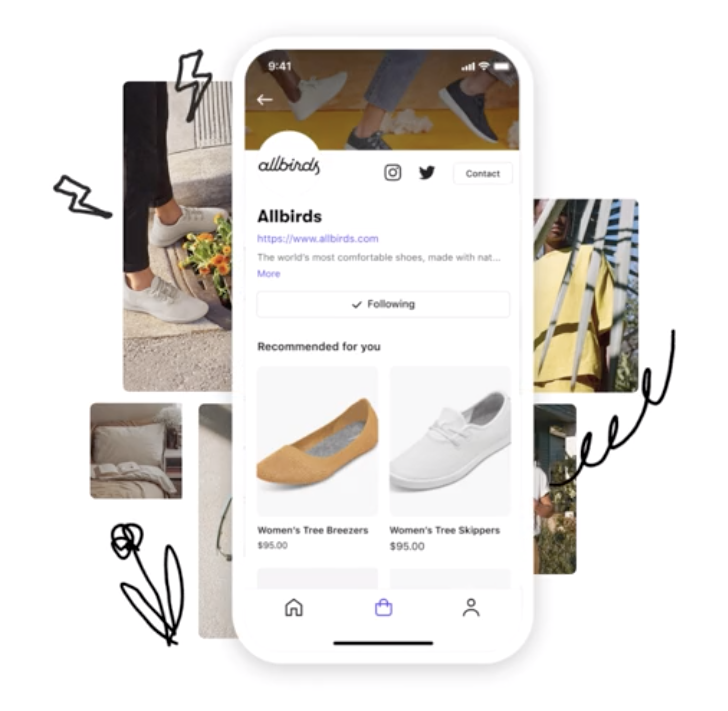 9:41
allbirds
Contact
Allbirds
https://www.allbirds.com
The world's most comfortable shoes, made with nat...
More
Following
Recommended for you
Women's Tree Breezers
$95.00
Women's Tree Skippers
$95.00